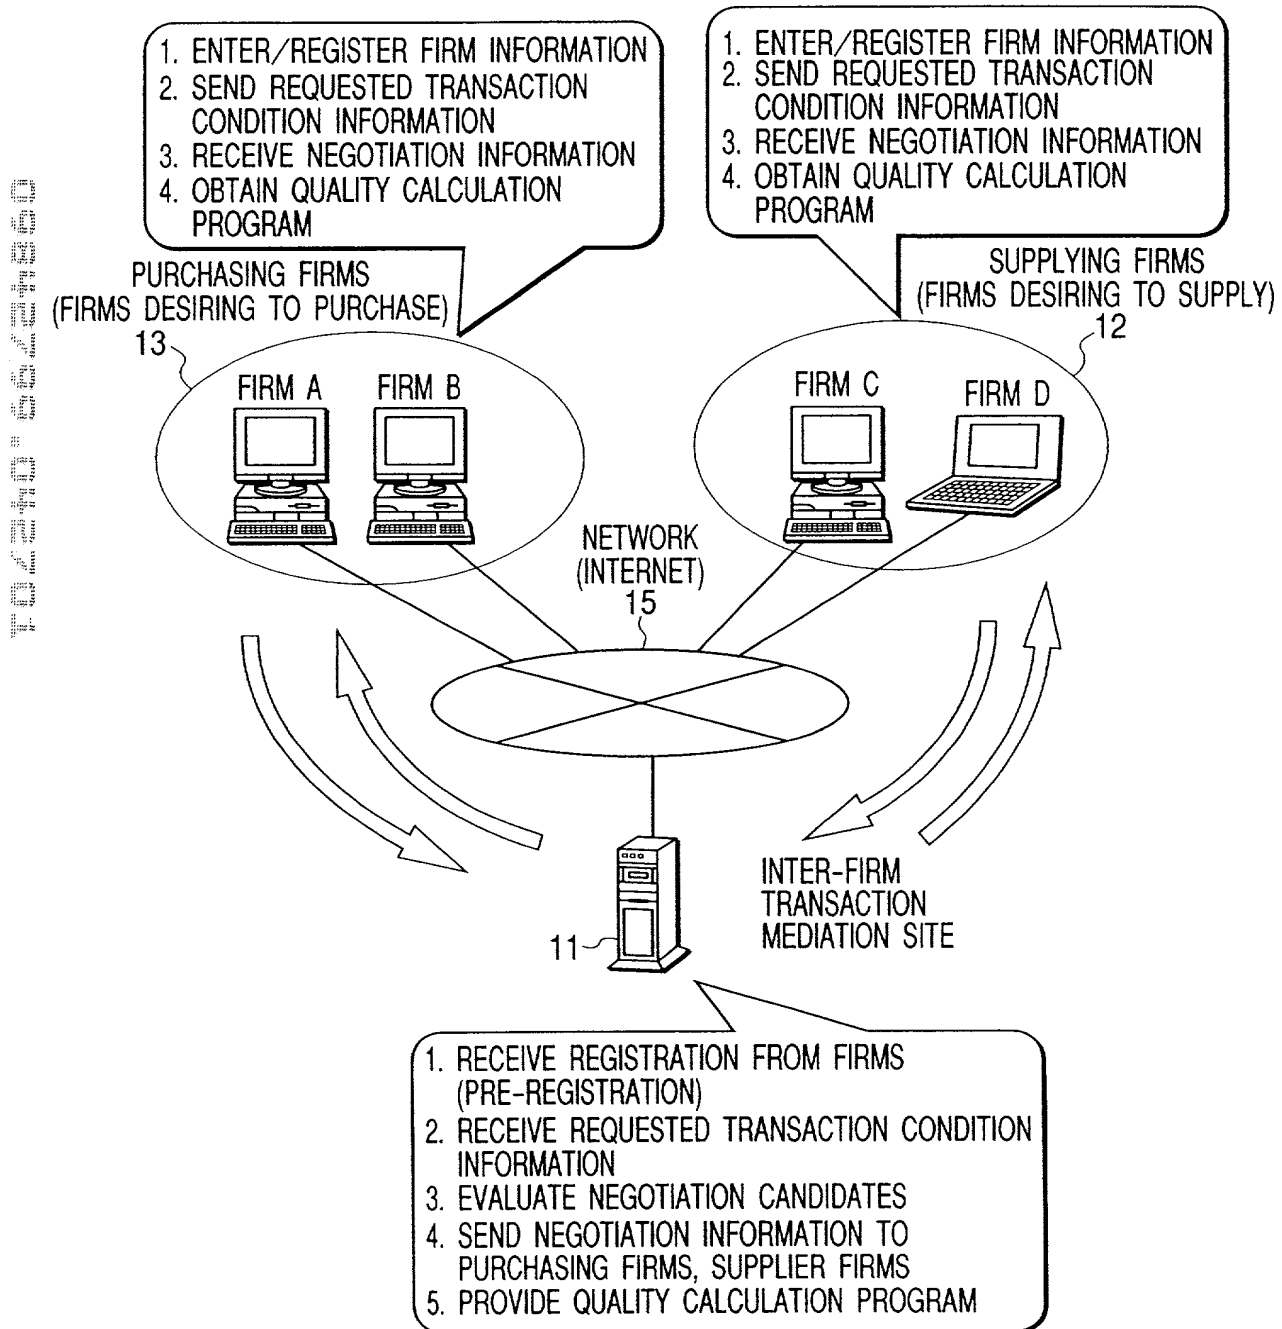 1. ENTER/REGISTER FIRM INFORMATION
2. SEND REQUESTED TRANSACTION
CONDITION INFORMATION
3. RECEIVE NEGOTIATION INFORMATION
4. OBTAIN QUALITY CALCULATION
PROGRAM
1. ENTER/REGISTER FIRM INFORMATION
2. SEND REQUESTED TRANSACTION
CONDITION INFORMATION
3. RECEIVE NEGOTIATION INFORMATION
4. OBTAIN QUALITY CALCULATION
PROGRAM
PURCHASING FIRMS
(FIRMS DESIRING TO PURCHASE)
13
SUPPLYING FIRMS
(FIRMS DESIRING TO SUPPLY)
12
FIRM A
FIRM B
FIRM C
FIRM D
NETWORK
(INTERNET)
15
INTER-FIRM
TRANSACTION
MEDIATION SITE
11
1. RECEIVE REGISTRATION FROM FIRMS
(PRE-REGISTRATION)
2. RECEIVE REQUESTED TRANSACTION CONDITION
INFORMATION
3. EVALUATE NEGOTIATION CANDIDATES
4. SEND NEGOTIATION INFORMATION TO
PURCHASING FIRMS, SUPPLIER FIRMS
5. PROVIDE QUALITY CALCULATION PROGRAM